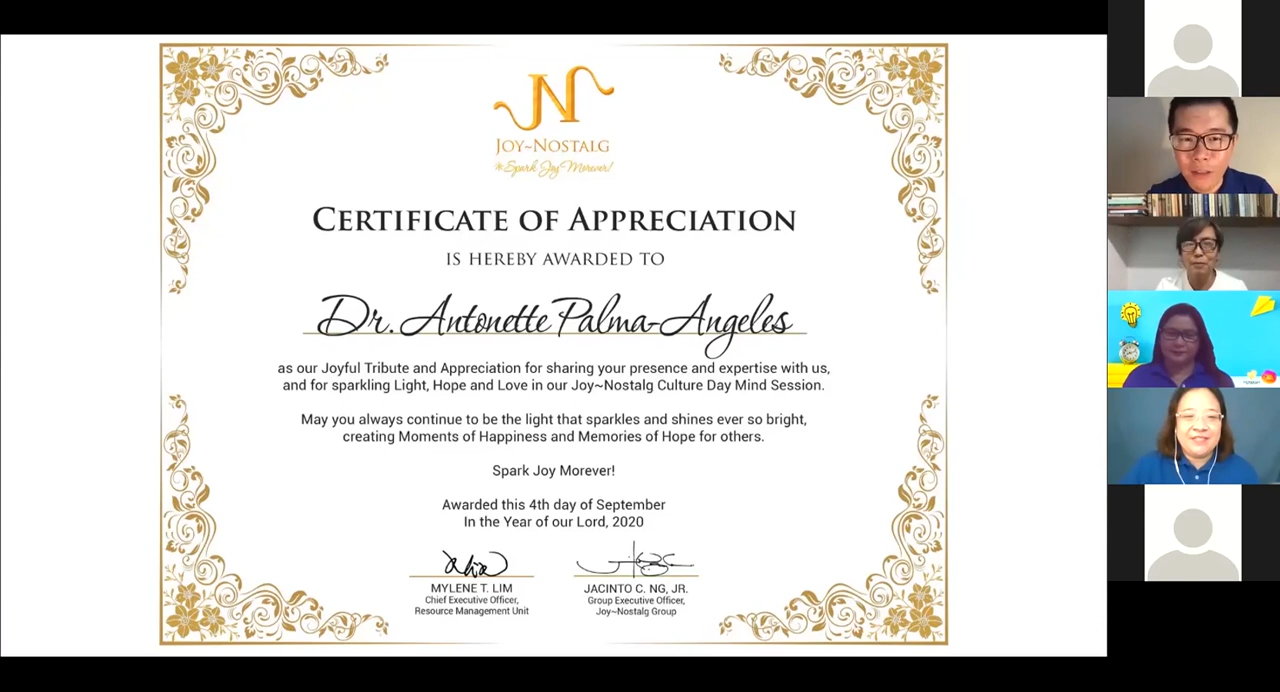 JN
JOY~NOSTALG
*Spark Joy Morever!
CERTIFICATE OF APPRECIATION
IS HEREBY AWARDED TO
Dr. Antonette Palma-Angeles
as our Joyful Tribute and Appreciation for sharing your presence and expertise with us,
and for sparkling Light, Hope and Love in our Joy~Nostalg Culture Day Mind Session.
May you always continue to be the light that sparkles and shines ever so bright,
creating Moments of Happiness and Memories of Hope for others.
Spark Joy Morever!
Awarded this 4th day of September
In the Year of our Lord, 2020
MYLENE T. LIM
Chief Executive Officer,
Resource Management Unit
JACINTO C. NG, JR.
Group Executive Officer,
Joy~Nostalg Group